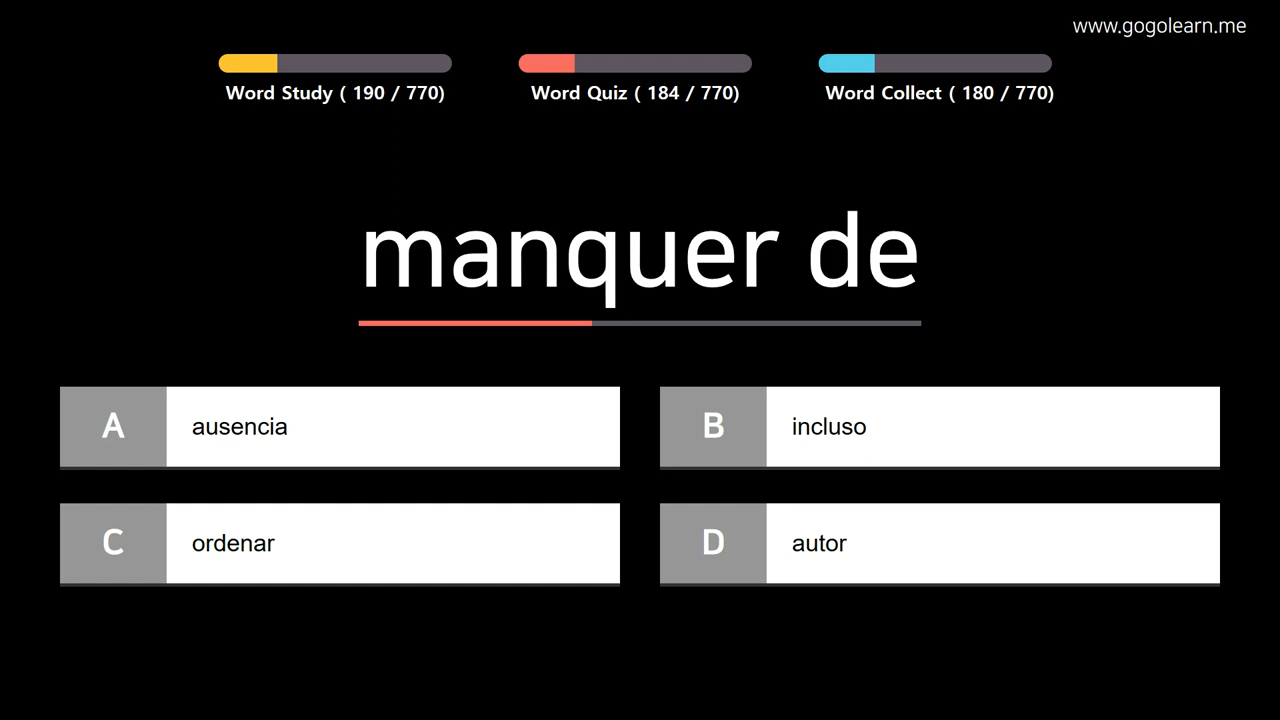 www.gogolearn.me
Word Study ( 190 / 770)
Word Quiz ( 184 / 770)
Word Collect ( 180 / 770)
manquer de
A ausencia
B incluso
C ordenar
D autor